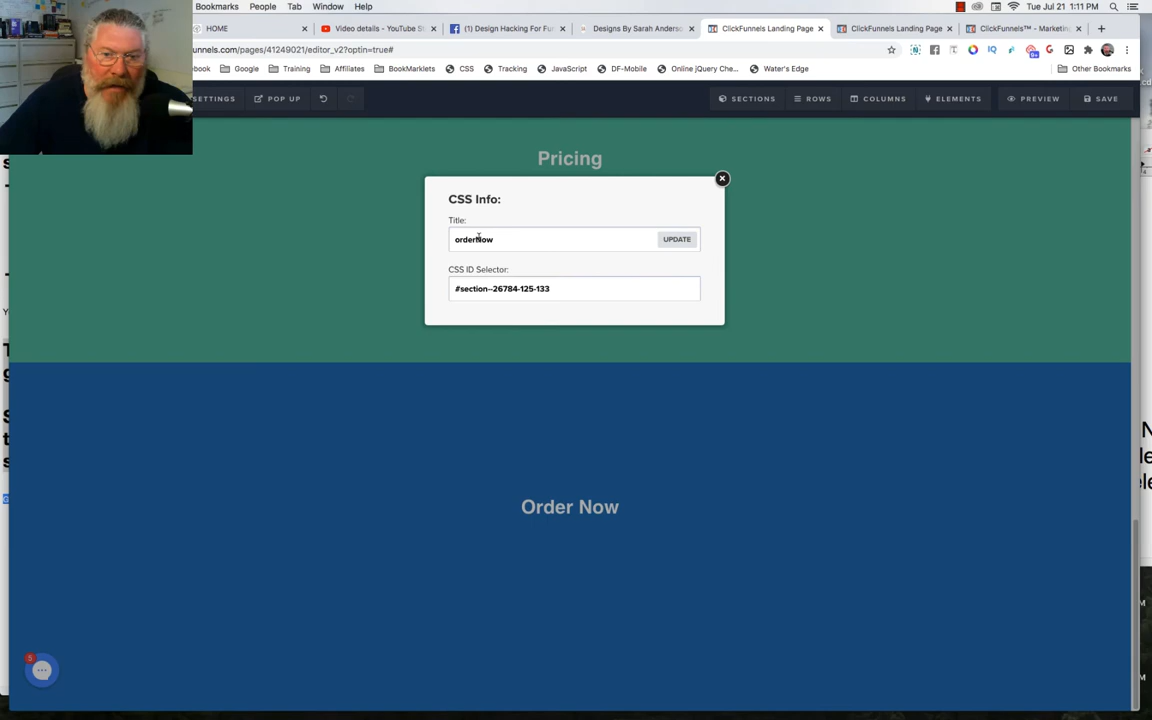 Bookmarks People Tab Window Help Tue Jul 21 1:11 PM
HOME Video details - YouTube St Design Hacking For Fun Designs By Sarah Anderso ClickFunnels Landing Page ClickFunnels Landing Page ClickFunnels™ - Marketing
unnels.com/pages/41249021/editor_v2?optin=true#
book Google Training Affiliates BookMarklets CSS Tracking JavaScript DF-Mobile Online jQuery Che... Water's Edge Other Bookmarks
SETTINGS POP UP SECTIONS ROWS COLUMNS ELEMENTS PREVIEW SAVE
Pricing
CSS Info:
Title:
orderNow UPDATE
CSS ID Selector:
#section--26784-125-133
Order Now
5